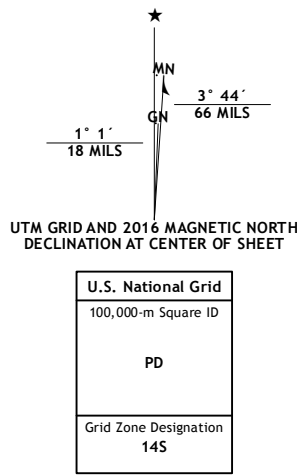 MN
3° 44´
66 MILS
GN
1° 1´
18 MILS
UTM GRID AND 2016 MAGNETIC NORTH
DECLINATION AT CENTER OF SHEET
U.S. National Grid
100,000-m Square ID
PD
Grid Zone Designation
14S